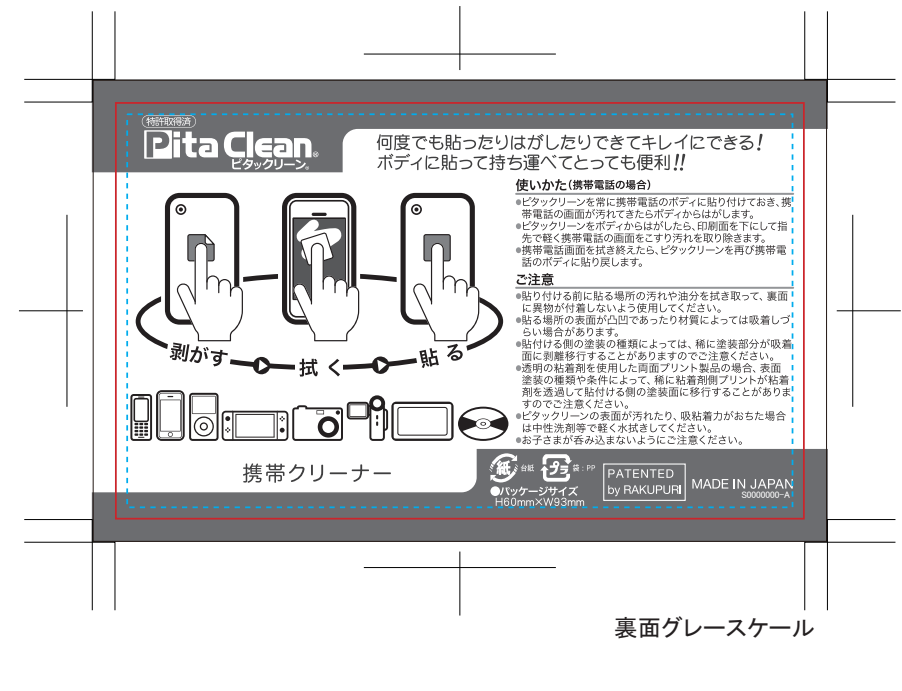 特許取得済
Pita Clean®
ピタックリーン®
何度でも貼ったりはがしたりできてキレイにできる!
ボディに貼って持ち運べてとっても便利!!
剥がす
拭く
貼る
携帯クリーナー
使いかた(携帯電話の場合)
●ピタックリーンを常に携帯電話のボディに貼り付けておき、携
帯電話の画面が汚れてきたらボディからはがします。
●ピタックリーンをボディからはがしたら、印刷面を下にして指
先で軽く携帯電話の画面をこすり汚れを取り除きます。
●携帯電話画面を拭き終えたら、ピタックリーンを再び携帯電
話のボディに貼り戻します。
ご注意
●貼り付ける前に貼る場所の汚れや油分を拭き取って、裏面
に異物が付着しないよう使用してください。
●貼る場所の表面が凸凹であったり材質によっては吸着しづ
らい場合があります。
●貼付ける側の塗装の種類によっては、稀に塗装部分が吸着
面に剥離移行することがありますのでご注意ください。
●透明の粘着剤を使用した両面プリント製品の場合、表面
塗装の種類や条件によって、稀に粘着剤側プリントが粘着
剤を透過して貼付ける側の塗装面に移行することがありま
すのでご注意ください。
●ピタックリーンの表面が汚れたり、吸粘着力がおちた場合
は中性洗剤等で軽く水拭きしてください。
●お子さまが呑み込まないようにご注意ください。
紙 台紙 プラ 袋:PP
●パッケージサイズ
H60mm×W93mm
PATENTED
by RAKUPURI
MADE IN JAPAN
S0000000-A
裏面グレースケール